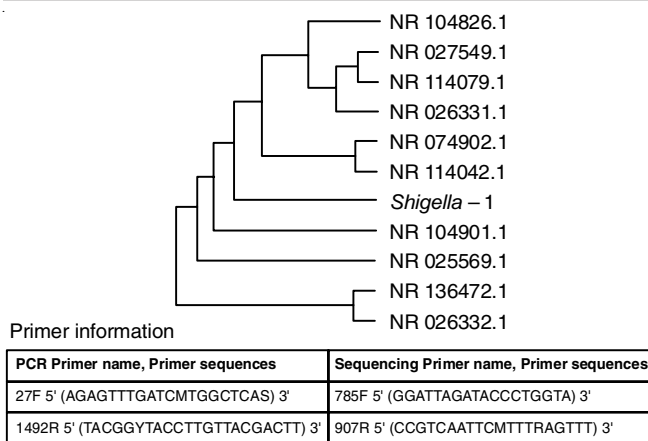 NR 104826.1
NR 027549.1
NR 114079.1
NR 026331.1
NR 074902.1
NR 114042.1
Shigella – 1
NR 104901.1
NR 025569.1
NR 136472.1
NR 026332.1
Primer information
PCR Primer name, Primer sequences Sequencing Primer name, Primer sequences
27F 5' (AGAGTTTGATCMTGGCTCAS) 3' 785F 5' (GGATTAGATACCCTGGTA) 3'
1492R 5' (TACGGYTACCTTGTTACGACTT) 3' 907R 5' (CCGTCAATTCMTTTRAGTTT) 3'